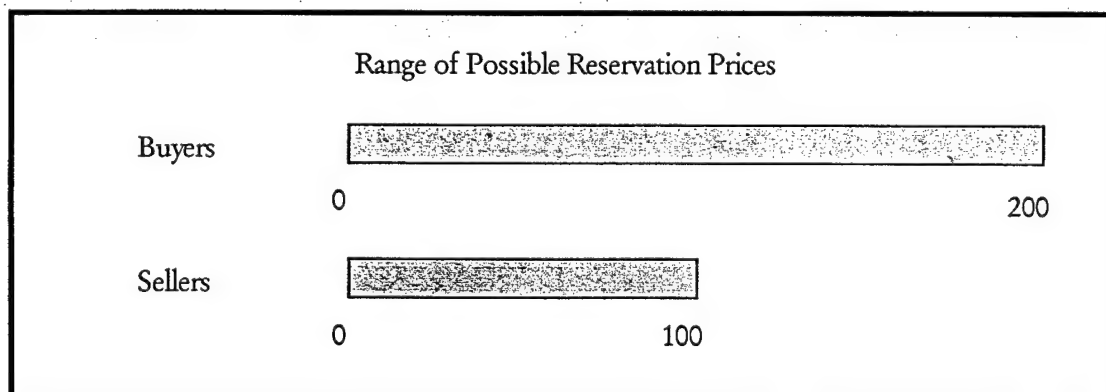 Range of Possible Reservation Prices
Buyers
0 200
Sellers
0 100